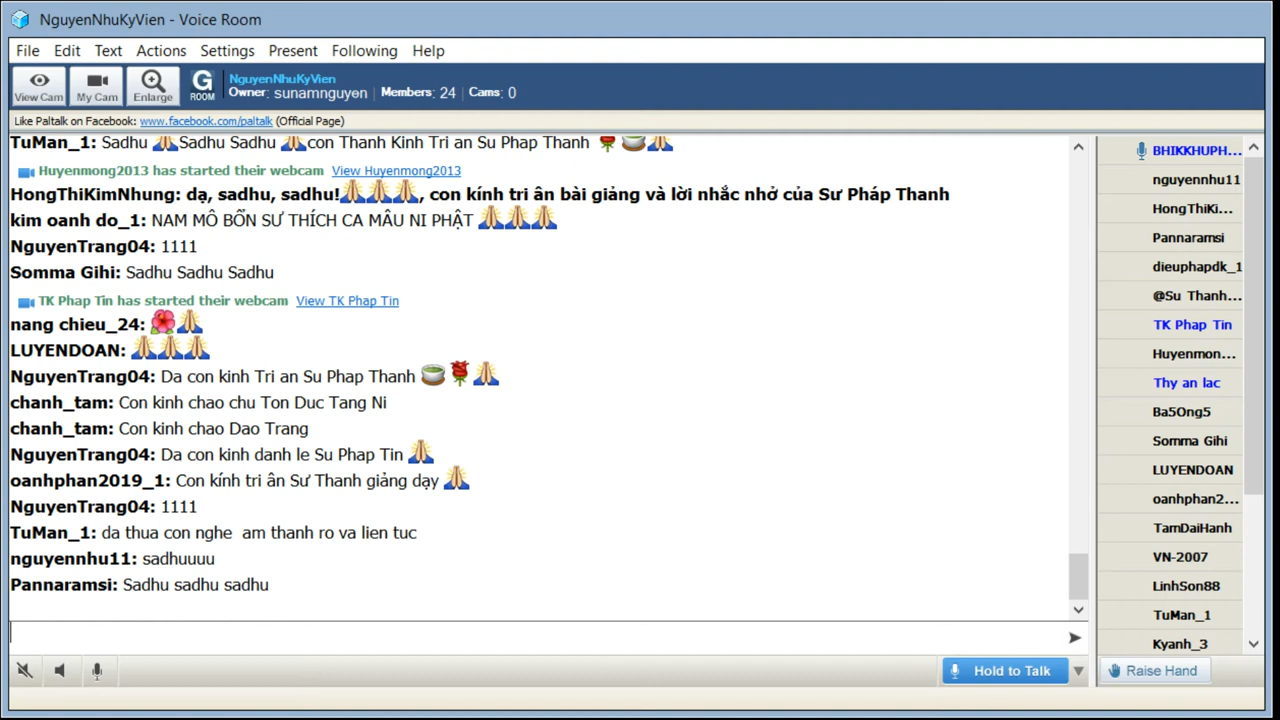 NguyenNhuKyVien - Voice Room
File Edit Text Actions Settings Present Following Help
View Cam My Cam Enlarge G ROOM
NguyenNhuKyVien
Owner: sunamnguyen Members: 24 Cams: 0
Like Paltalk on Facebook: www.facebook.com/paltalk (Official Page)
TuMan_1: Sadhu 🙏Sadhu Sadhu 🙏con Thanh Kinh Tri an Su Phap Thanh 🌹🍵🙏
Huyenmong2013 has started their webcam View Huyenmong2013
HongThiKimNhung: dạ, sadhu, sadhu!🙏🙏🙏, con kính tri ân bài giảng và lời nhắc nhở của Sư Pháp Thanh
kim oanh do_1: NAM MÔ BỔN SƯ THÍCH CA MÂU NI PHẬT 🙏🙏🙏
NguyenTrang04: 1111
Somma Gihi: Sadhu Sadhu Sadhu
TK Phap Tin has started their webcam View TK Phap Tin
nang chieu_24: 🌺🙏
LUYENDOAN: 🙏🙏🙏
NguyenTrang04: Da con kinh Tri an Su Phap Thanh 🍵🌹🙏
chanh_tam: Con kinh chao chu Ton Duc Tang Ni
chanh_tam: Con kinh chao Dao Trang
NguyenTrang04: Da con kinh danh le Su Phap Tin 🙏
oanhphan2019_1: Con kính tri ân Sư Thanh giảng dạy 🙏
NguyenTrang04: 1111
TuMan_1: da thua con nghe am thanh ro va lien tuc
nguyennhu11: sadhuuuu
Pannaramsi: Sadhu sadhu sadhu
Hold to Talk
BHIKKHUPH...
nguyennhu11
HongThiKi...
Pannaramsi
dieuphapdk_1
@Su Thanh...
TK Phap Tin
Huyenmon...
Thy an lac
Ba5Ong5
Somma Gihi
LUYENDOAN
oanhphan2...
TamDaiHanh
VN-2007
LinhSon88
TuMan_1
Kyanh_3
Raise Hand